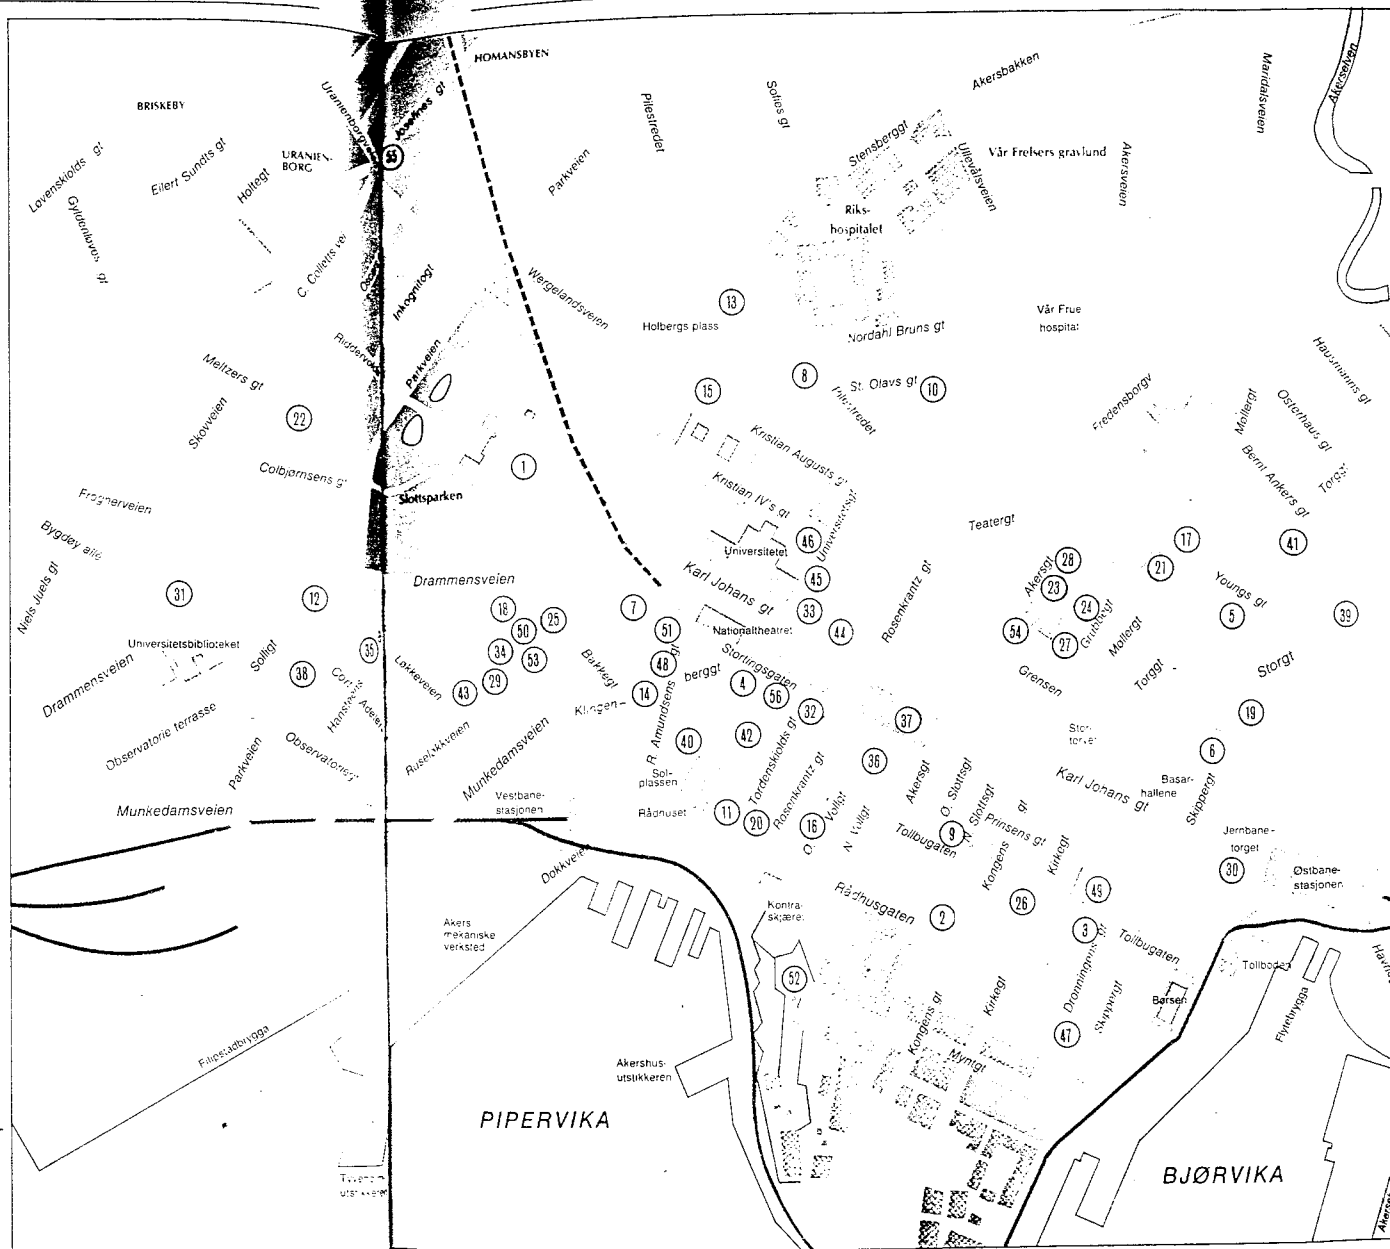 HOMANSBYEN
BRISKEBY
Løvenskiolds gt
Gyldenløves gt
Eilert Sundts gt
Holtegt
URANIEN-
BORG
Josefines gt
55
C. Colletts vei
Inkognitogt
Parkveien
Pilestredet
Sofies gt
Akersbakken
Stensberggt
Ullevålsveien
Vår Frelsers gravlund
Akersveien
Maridalsveien
Akerselven
Riks-
hospitalet
Wergelandsveien
13
Holbergs plass
Nordahl Bruns gt
Vår Frue
hospital
Hausmanns gt
Meltzers gt
Skovveien
22
Parkveien
8
15
St. Olavs gt
10
Pilestredet
Fredensborgv
Møllergt
Osterhaus gt
Bernt Ankers gt
Torggt
Colbjørnsens gt
Slottsparken
1
Kristian Augusts gt
Kristian IV's gt
Universitetsgt
Frognerveien
Bygdøy allé
Niels Juels gt
Universitetet
46
45
Teatergt
Rosenkrantz gt
Akersgt
28
23
24
27
54
Grubbegt
Møllergt
17
21
41
Youngs gt
5
39
Drammensveien
31
12
18
50
25
34
53
29
43
7
51
48
14
Karl Johans gt
Nationaltheatret
33
44
Stortingsgaten
Universitetsbiblioteket
Solligt
38
35
Løkkeveien
Bakkegt
Klingen-
berggt
4
56
32
Grensen
Torggt
Storgt
Drammensveien
Observatorie terrasse
Parkveien
Observatoriegt
Ruseløkkveien
Munkedamsveien
R. Amundsens gt
40
42
Tordenskiolds gt
Rosenkrantz gt
37
36
Akersgt
Stor-
torvet
19
6
Sol-
plassen
Karl Johans gt
Basar-
hallene
Skippergt
Munkedamsveien
Vestbane-
stasjonen
Rådhuset
11
20
16
O. Vollgt
N. Vollgt
Tollbugaten
O. Slottsgt
9
N. Slottsgt
Prinsens gt
Kongens gt
Kirkegt
Jernbane-
torget
30
Østbane-
stasjonen
Dokkveien
Rådhusgaten
2
26
49
3
Akers
mekaniske
verksted
Kontra-
skjæret
52
Dronningens gt
Tollbugaten
Skippergt
47
Børsen
Tollboden
Flytebrygga
Filipstadbrygga
Kongens gt
Kirkegt
Myntgt
Akershus-
utstikkeren
PIPERVIKA
BJØRVIKA